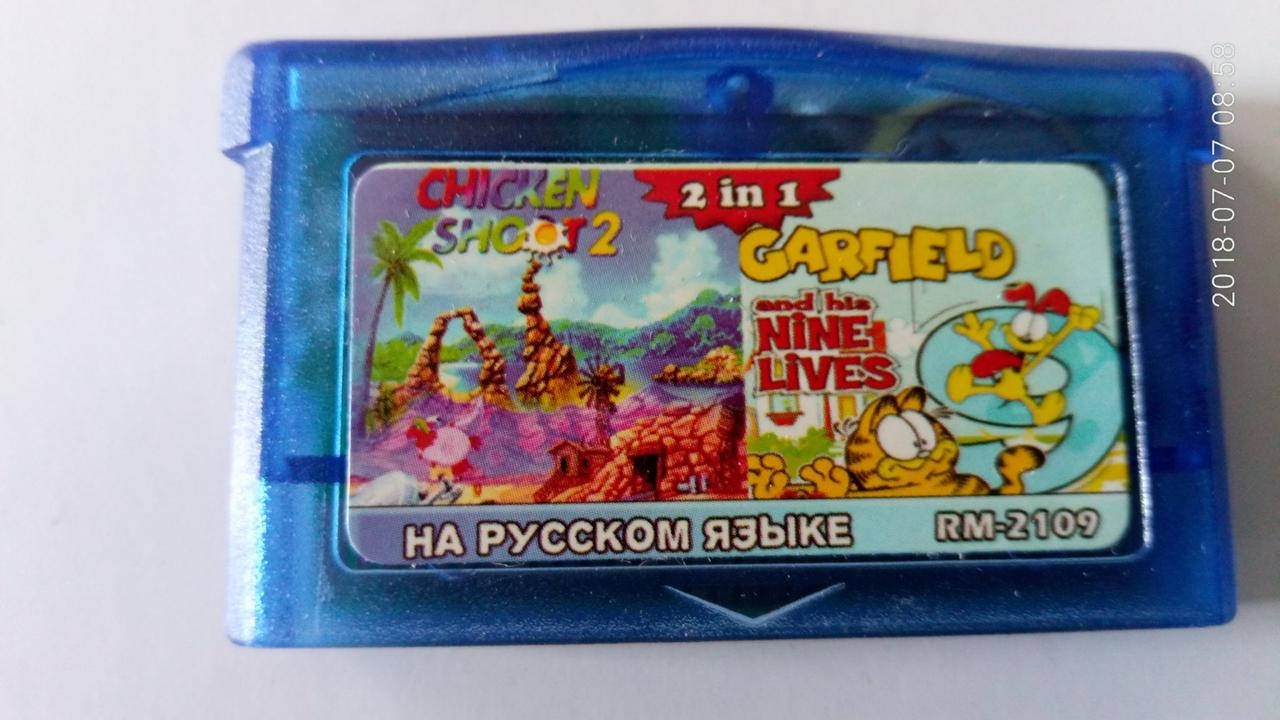 CHICKEN
SHOOT 2
2 in 1
GARFIELD
and his
NINE
LIVES
НА РУССКОМ ЯЗЫКЕ
RM-2109
2018-07-07 08:58